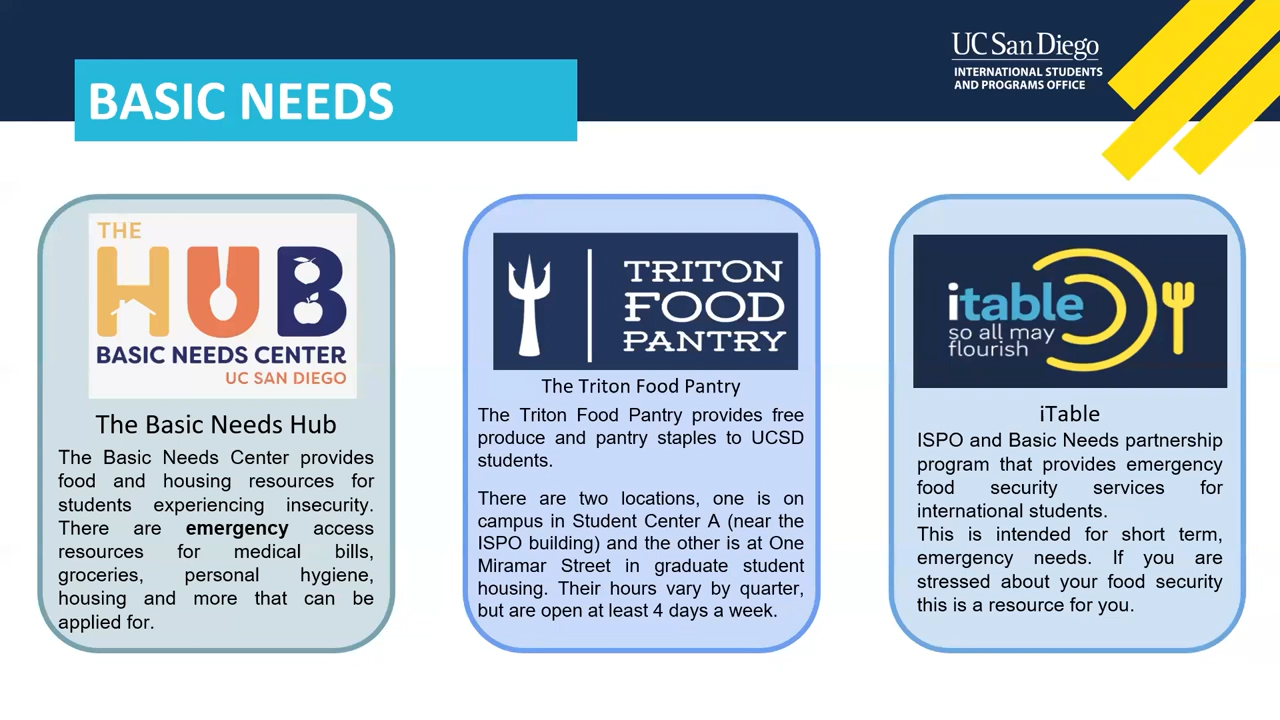 BASIC NEEDS
UC San Diego
INTERNATIONAL STUDENTS
AND PROGRAMS OFFICE
THE
HUB
BASIC NEEDS CENTER
UC SAN DIEGO
The Basic Needs Hub
The Basic Needs Center provides
food and housing resources for
students experiencing insecurity.
There are emergency access
resources for medical bills,
groceries, personal hygiene,
housing and more that can be
applied for.
TRITON
FOOD
PANTRY
The Triton Food Pantry
The Triton Food Pantry provides free
produce and pantry staples to UCSD
students.
There are two locations, one is on
campus in Student Center A (near the
ISPO building) and the other is at One
Miramar Street in graduate student
housing. Their hours vary by quarter,
but are open at least 4 days a week.
itable
so all may
flourish
iTable
ISPO and Basic Needs partnership
program that provides emergency
food security services for
international students.
This is intended for short term,
emergency needs. If you are
stressed about your food security
this is a resource for you.